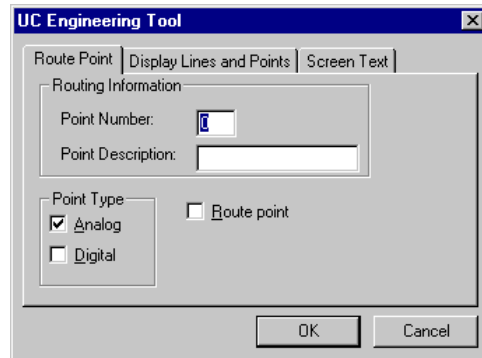 UC Engineering Tool
Route Point Display Lines and Points Screen Text
Routing Information
Point Number: 0
Point Description:
Point Type
Analog
Route point
Digital
OK Cancel